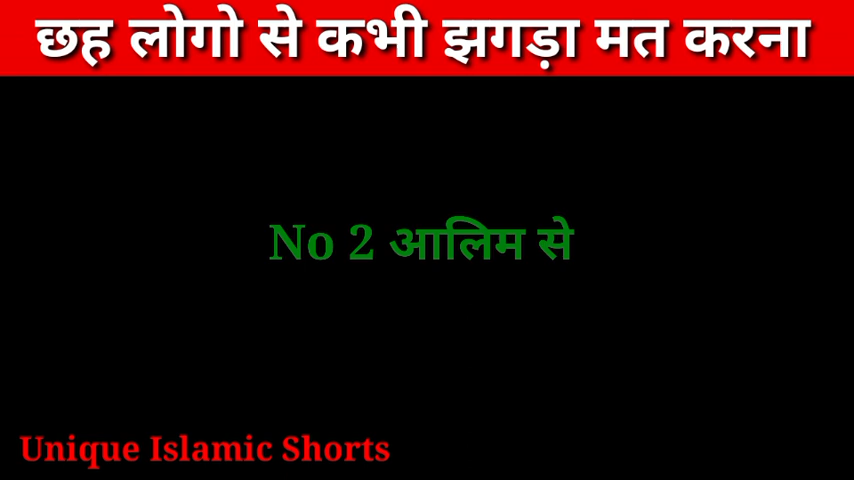 छह लोगो से कभी झगड़ा मत करना
No 2 आलिम से
Unique Islamic Shorts